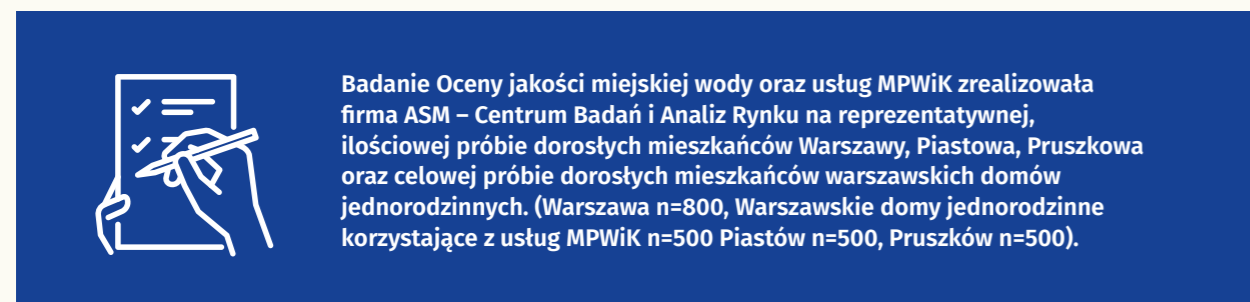 Badanie Oceny jakości miejskiej wody oraz usług MPWiK zrealizowała
firma ASM – Centrum Badań i Analiz Rynku na reprezentatywnej,
ilościowej próbie dorosłych mieszkańców Warszawy, Piastowa, Pruszkowa
oraz celowej próbie dorosłych mieszkańców warszawskich domów
jednorodzinnych. (Warszawa n=800, Warszawskie domy jednorodzinne
korzystające z usług MPWiK n=500 Piastów n=500, Pruszków n=500).